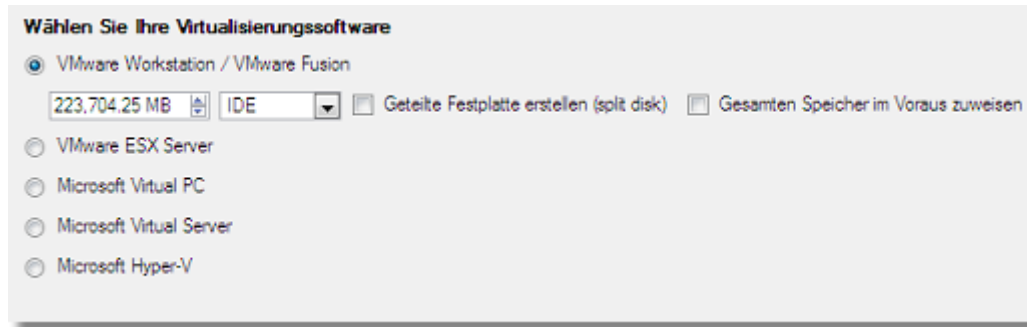 Wählen Sie Ihre Virtualisierungssoftware
VMware Workstation / VMware Fusion
223,704.25 MB IDE Geteilte Festplatte erstellen (split disk) Gesamten Speicher im Voraus zuweisen
VMware ESX Server
Microsoft Virtual PC
Microsoft Virtual Server
Microsoft Hyper-V